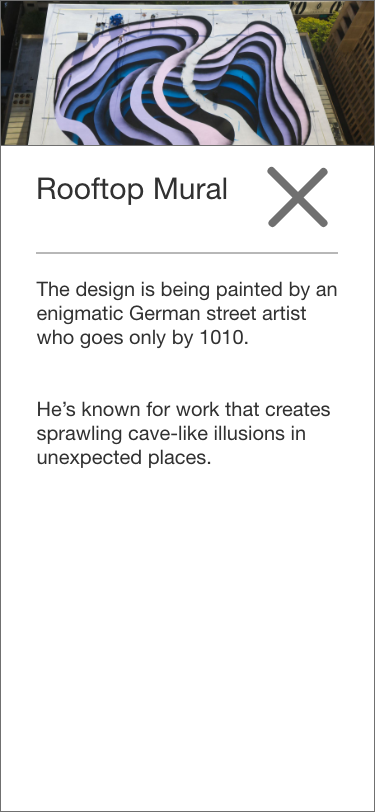 Rooftop Mural
The design is being painted by an
enigmatic German street artist
who goes only by 1010.
He’s known for work that creates
sprawling cave-like illusions in
unexpected places.